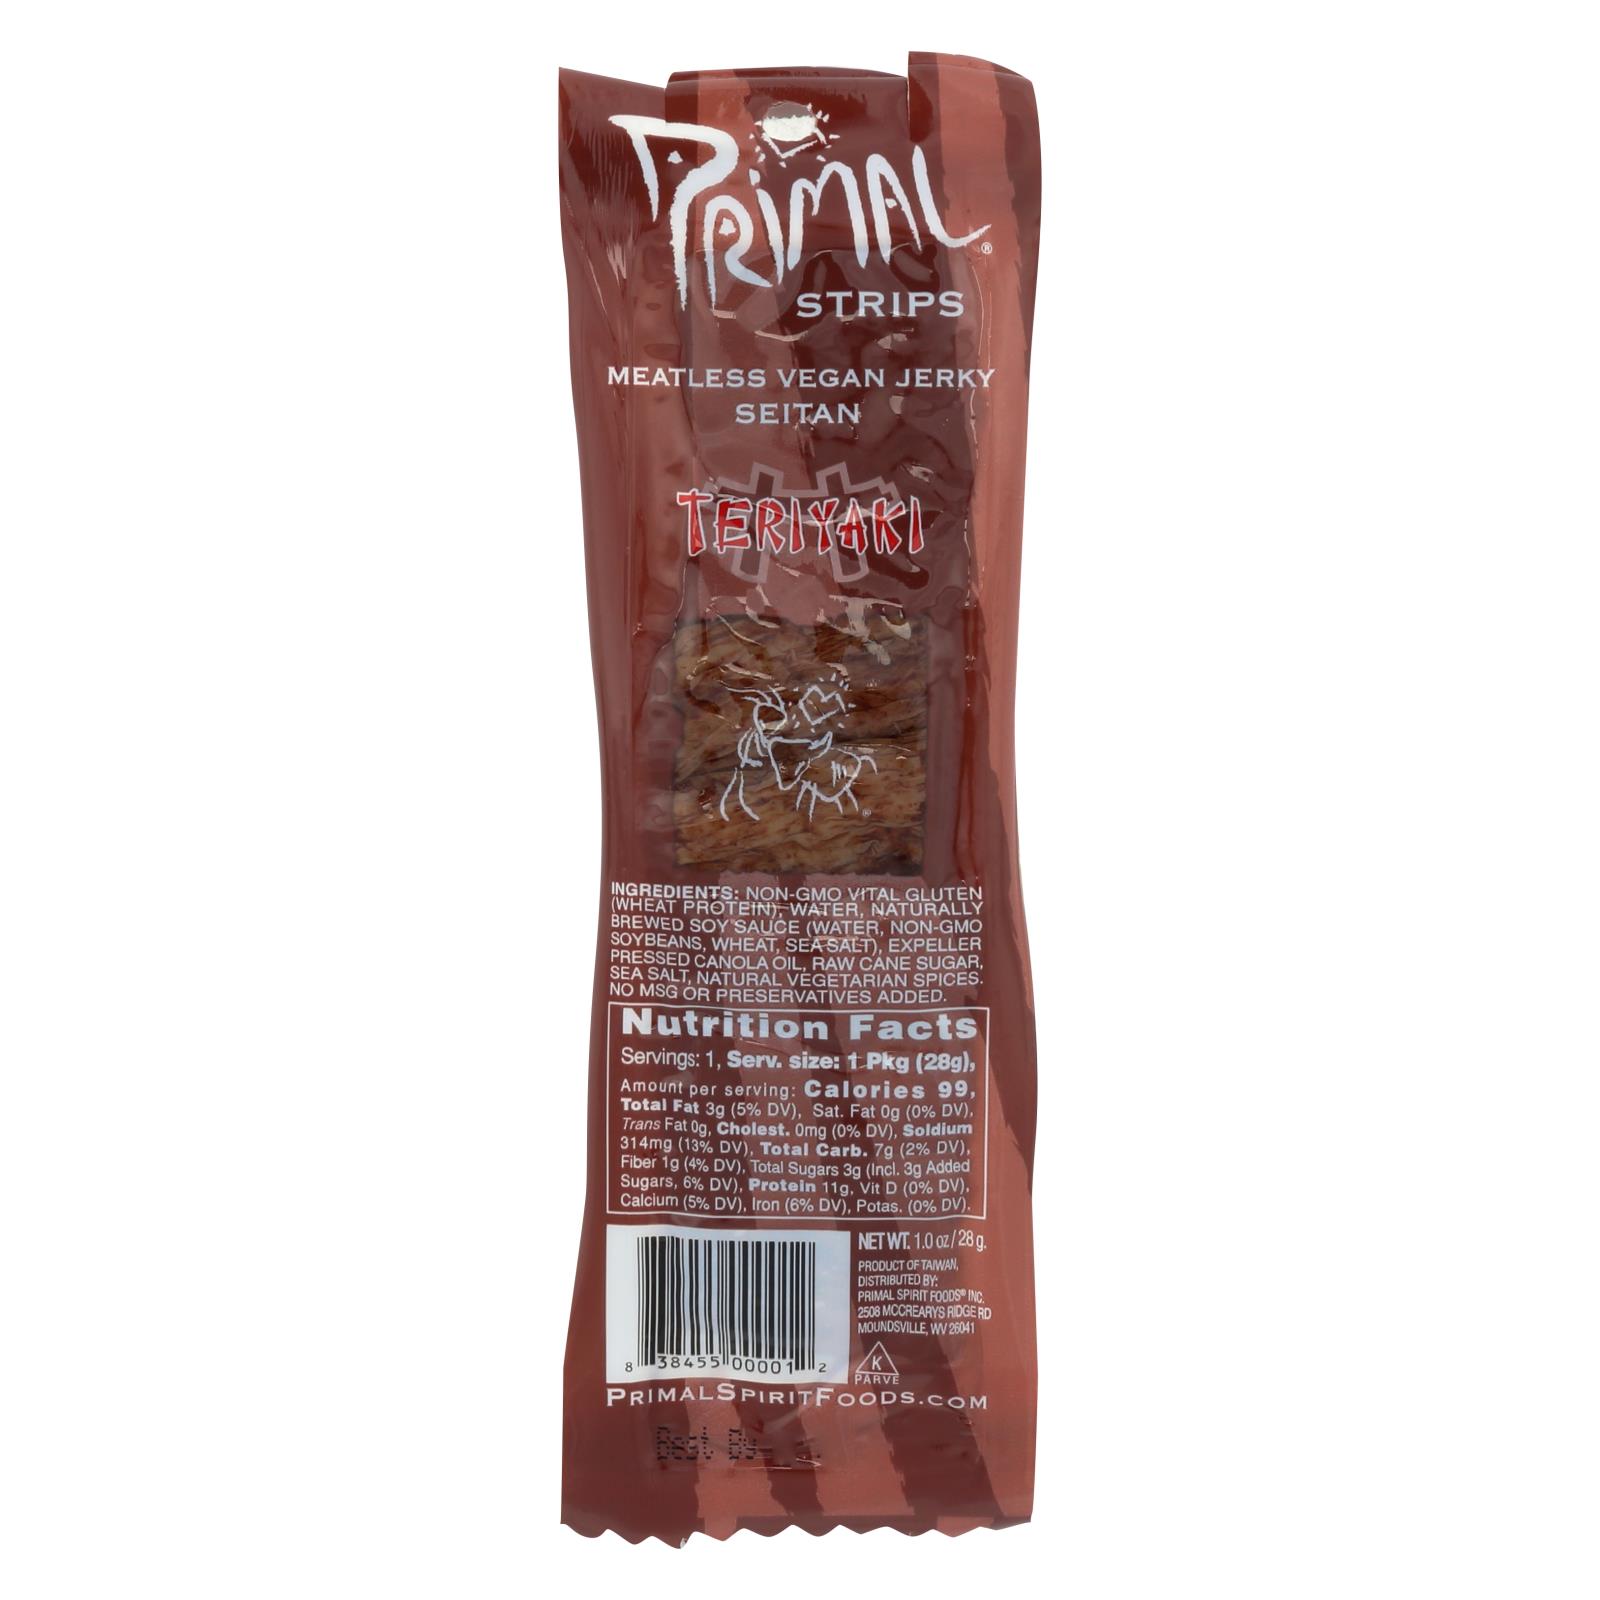 PRIMAL®
STRIPS
MEATLESS VEGAN JERKY
SEITAN
TERIYAKI
®
INGREDIENTS: NON-GMO VITAL GLUTEN
(WHEAT PROTEIN), WATER, NATURALLY
BREWED SOY SAUCE (WATER, NON-GMO
SOYBEANS, WHEAT, SEA SALT), EXPELLER
PRESSED CANOLA OIL, RAW CANE SUGAR,
SEA SALT, NATURAL VEGETARIAN SPICES.
NO MSG OR PRESERVATIVES ADDED.
Nutrition Facts
Servings: 1, Serv. size: 1 Pkg (28g),
Amount per serving: Calories 99,
Total Fat 3g (5% DV), Sat. Fat 0g (0% DV),
Trans Fat 0g, Cholest. 0mg (0% DV), Soldium
314mg (13% DV), Total Carb. 7g (2% DV),
Fiber 1g (4% DV), Total Sugars 3g (Incl. 3g Added
Sugars, 6% DV), Protein 11g, Vit D (0% DV),
Calcium (5% DV), Iron (6% DV), Potas. (0% DV).
NET WT. 1.0 oz / 28 g.
PRODUCT OF TAIWAN,
DISTRIBUTED BY:
PRIMAL SPIRIT FOODS® INC.
2508 MCCREARYS RIDGE RD
MOUNDSVILLE, WV 26041
K
PARVE
8 38455 00001 2
PRIMALSPIRITFOODS.COM
Best By